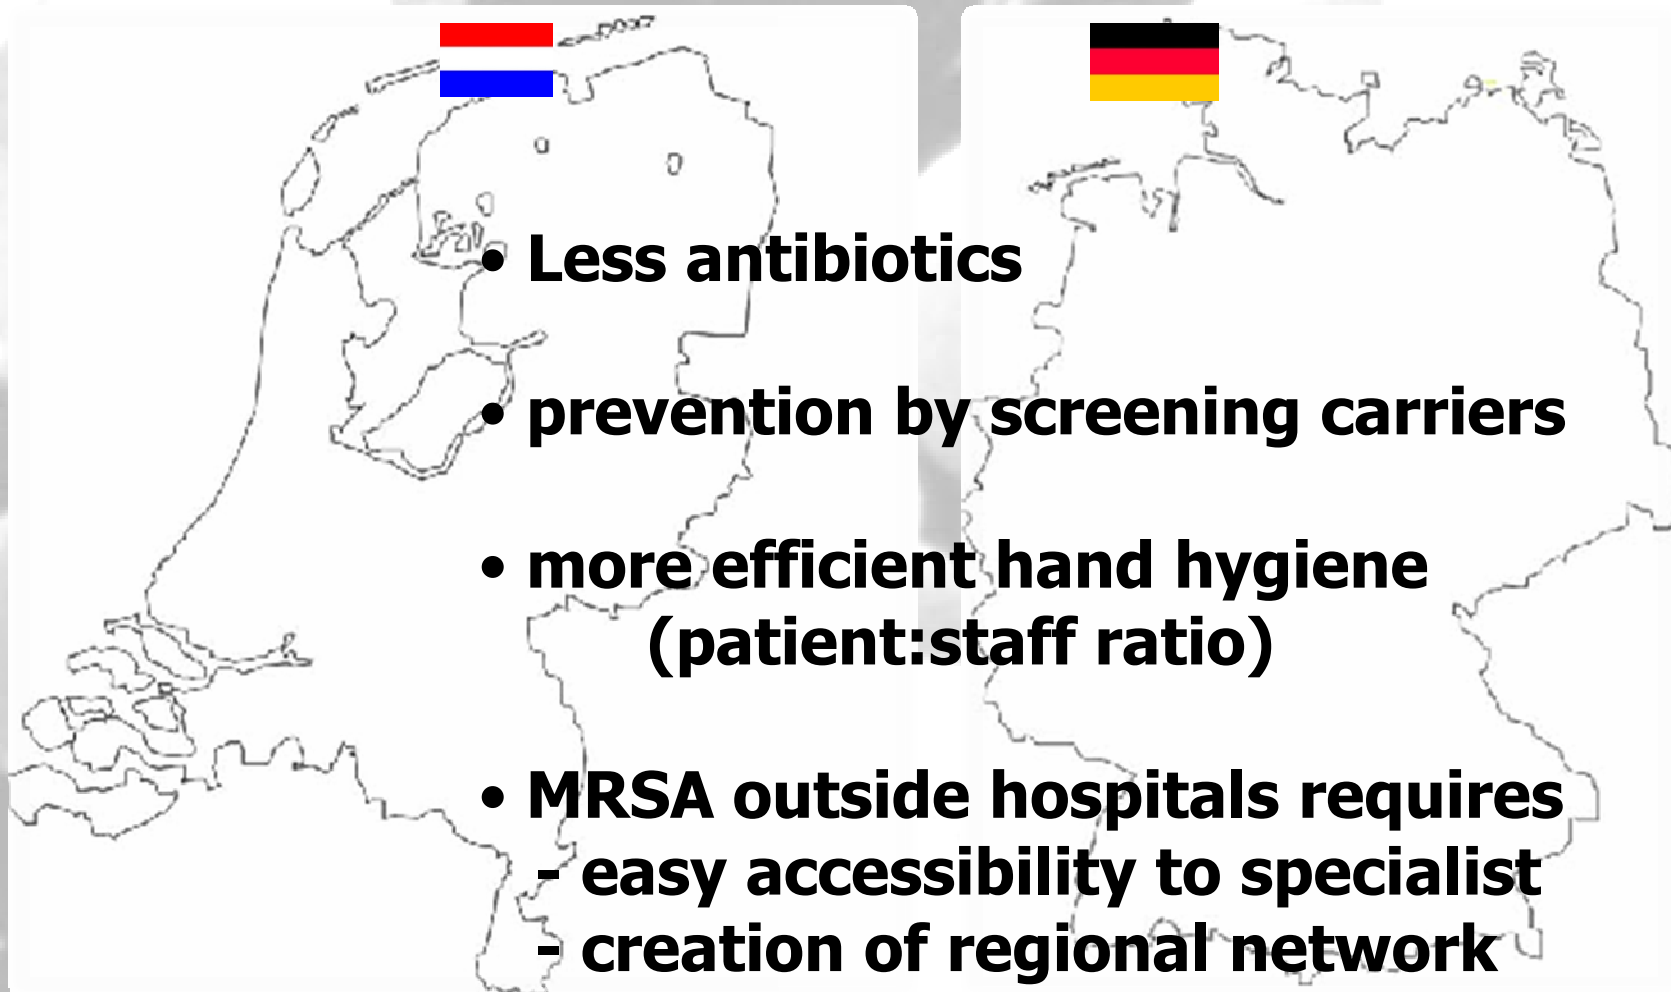 • Less antibiotics
• prevention by screening carriers
• more efficient hand hygiene
(patient:staff ratio)
• MRSA outside hospitals requires
- easy accessibility to specialist
- creation of regional network